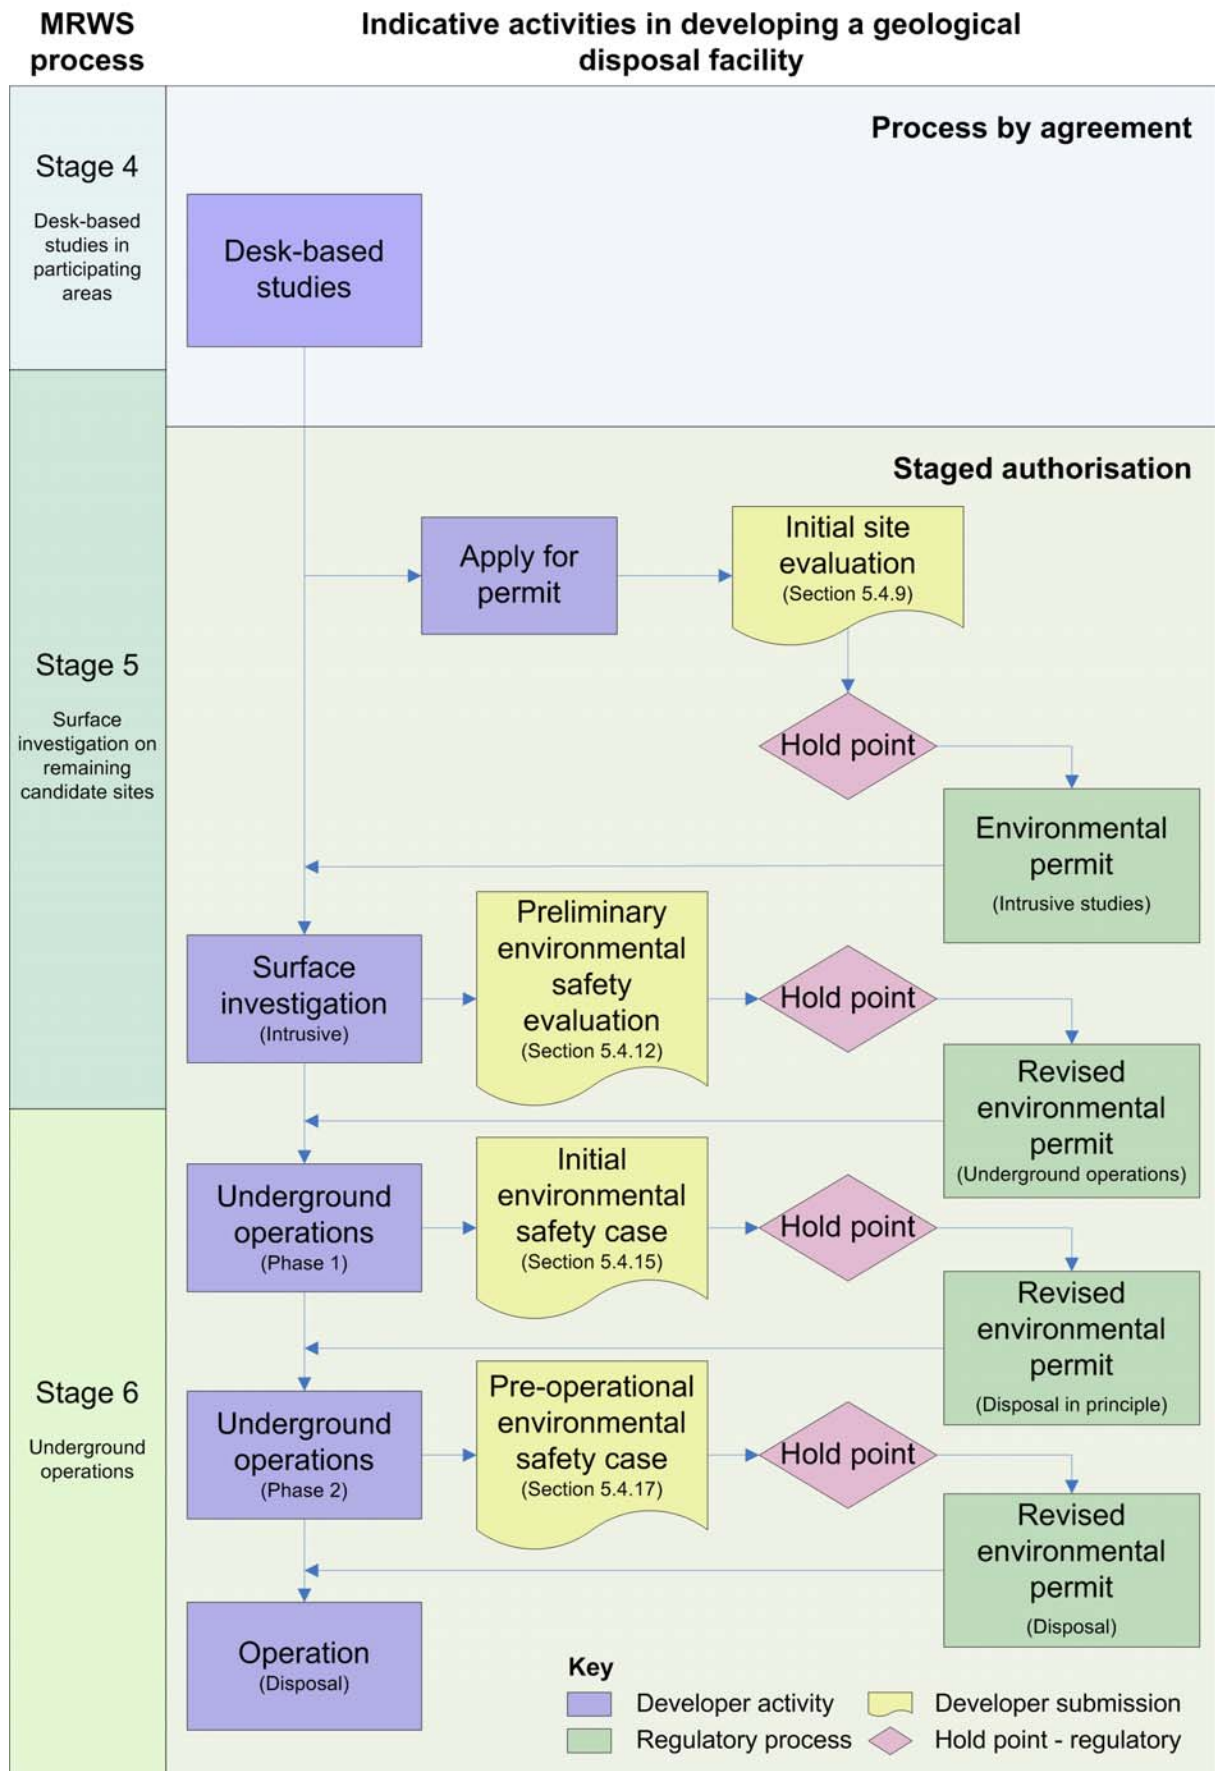 MRWS
process
Indicative activities in developing a geological
disposal facility
Stage 4
Desk-based
studies in
participating
areas
Process by agreement
Desk-based
studies
Stage 5
Surface
investigation on
remaining
candidate sites
Staged authorisation
Apply for
permit
Initial site
evaluation
(Section 5.4.9)
Hold point
Environmental
permit
(Intrusive studies)
Surface
investigation
(Intrusive)
Preliminary
environmental
safety
evaluation
(Section 5.4.12)
Hold point
Revised
environmental
permit
(Underground operations)
Stage 6
Underground
operations
Underground
operations
(Phase 1)
Initial
environmental
safety case
(Section 5.4.15)
Hold point
Revised
environmental
permit
(Disposal in principle)
Underground
operations
(Phase 2)
Pre-operational
environmental
safety case
(Section 5.4.17)
Hold point
Revised
environmental
permit
(Disposal)
Operation
(Disposal)
Key
Developer activity
Developer submission
Regulatory process
Hold point - regulatory